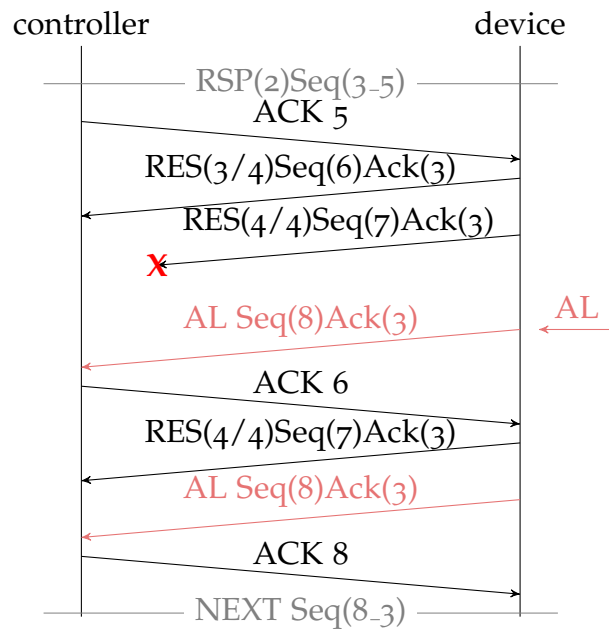 controller
device
RSP(2)Seq(3_5)
ACK 5
RES(3/4)Seq(6)Ack(3)
RES(4/4)Seq(7)Ack(3)
X
AL
AL Seq(8)Ack(3)
ACK 6
RES(4/4)Seq(7)Ack(3)
AL Seq(8)Ack(3)
ACK 8
NEXT Seq(8_3)